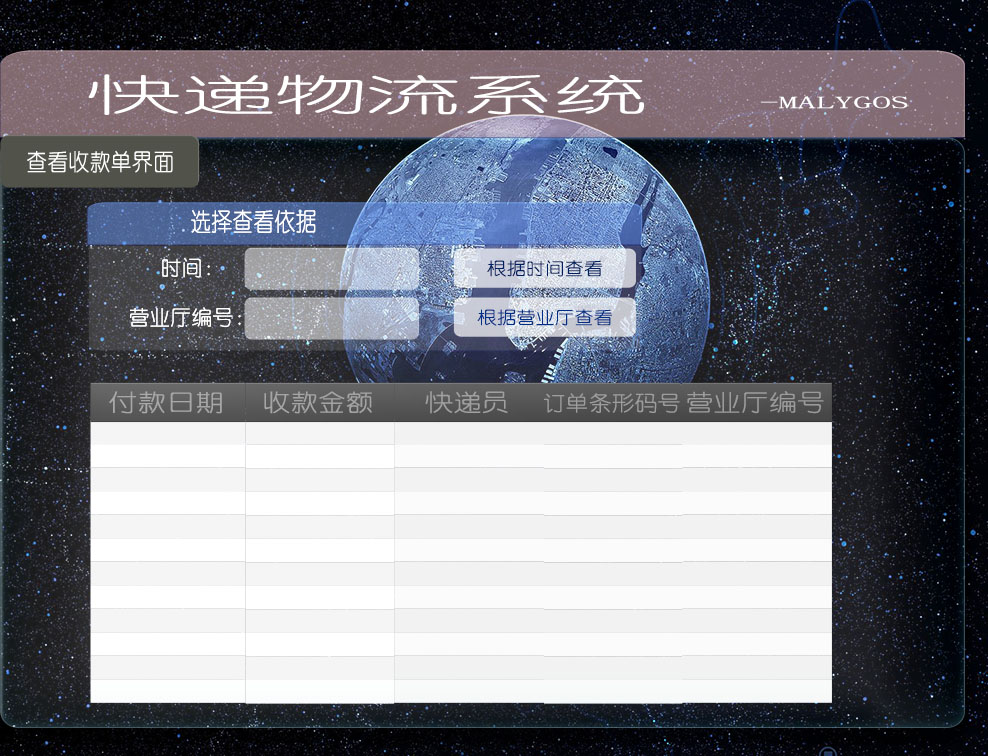 快递物流系统
—MALYGOS
查看收款单界面
选择查看依据
时间:
根据时间查看
营业厅编号:
根据营业厅查看
付款日期 收款金额 快递员 订单条形码号 营业厅编号